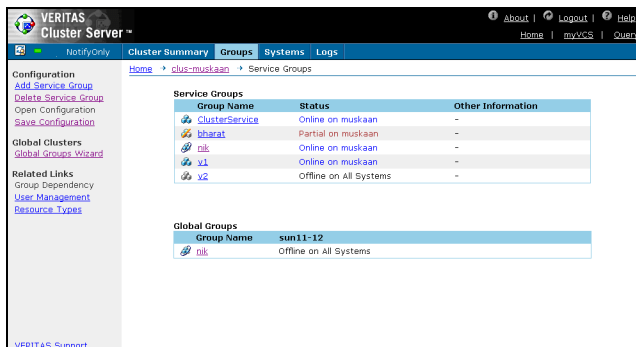 VERITAS
Cluster Server ™
About | Logout | Help
Home | myVCS |
NotifyOnly
Cluster Summary Groups Systems Logs
Home → clus-muskaan → Service Groups
Configuration
Add Service Group
Delete Service Group
Open Configuration
Save Configuration
Global Clusters
Global Groups Wizard
Related Links
Group Dependency
User Management
Resource Types
VERITAS Support
Service Groups
Group Name Status Other Information
ClusterService Online on muskaan -
bharat Partial on muskaan -
nik Online on muskaan -
v1 Online on muskaan -
v2 Offline on All Systems -
Global Groups
Group Name sun11-12
nik Offline on All Systems